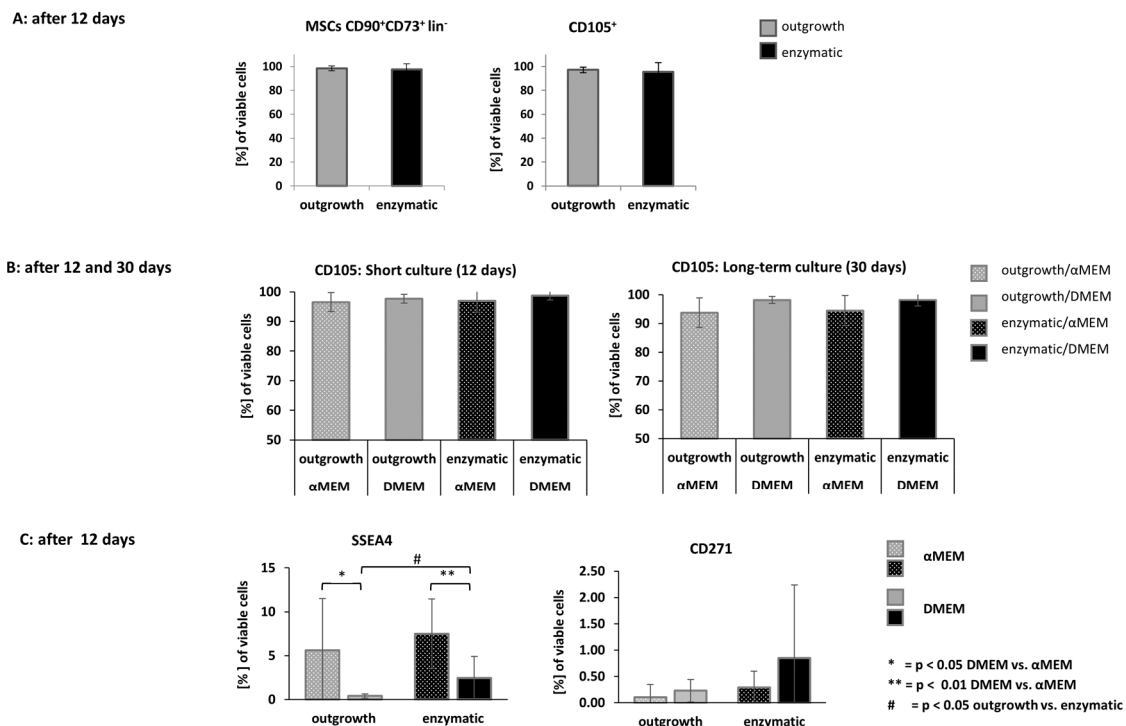 A: after 12 days
MSCs CD90⁺CD73⁺ lin⁻
CD105⁺
outgrowth
enzymatic
[%] of viable cells
100
80
60
40
20
0
outgrowth enzymatic
[%] of viable cells
100
80
60
40
20
0
outgrowth enzymatic
B: after 12 and 30 days
CD105: Short culture (12 days)
[%] of viable cells
100
90
80
70
60
50
outgrowth outgrowth enzymatic enzymatic
αMEM DMEM αMEM DMEM
CD105: Long-term culture (30 days)
[%] of viable cells
100
90
80
70
60
50
outgrowth outgrowth enzymatic enzymatic
αMEM DMEM αMEM DMEM
outgrowth/αMEM
outgrowth/DMEM
enzymatic/αMEM
enzymatic/DMEM
C: after 12 days
SSEA4
[%] of viable cells
15
10
5
0
#
*
**
outgrowth enzymatic
CD271
[%] of viable cells
2.50
2.00
1.50
1.00
0.50
0.00
outgrowth enzymatic
αMEM
DMEM
* = p < 0.05 DMEM vs. αMEM
** = p < 0.01 DMEM vs. αMEM
# = p < 0.05 outgrowth vs. enzymatic